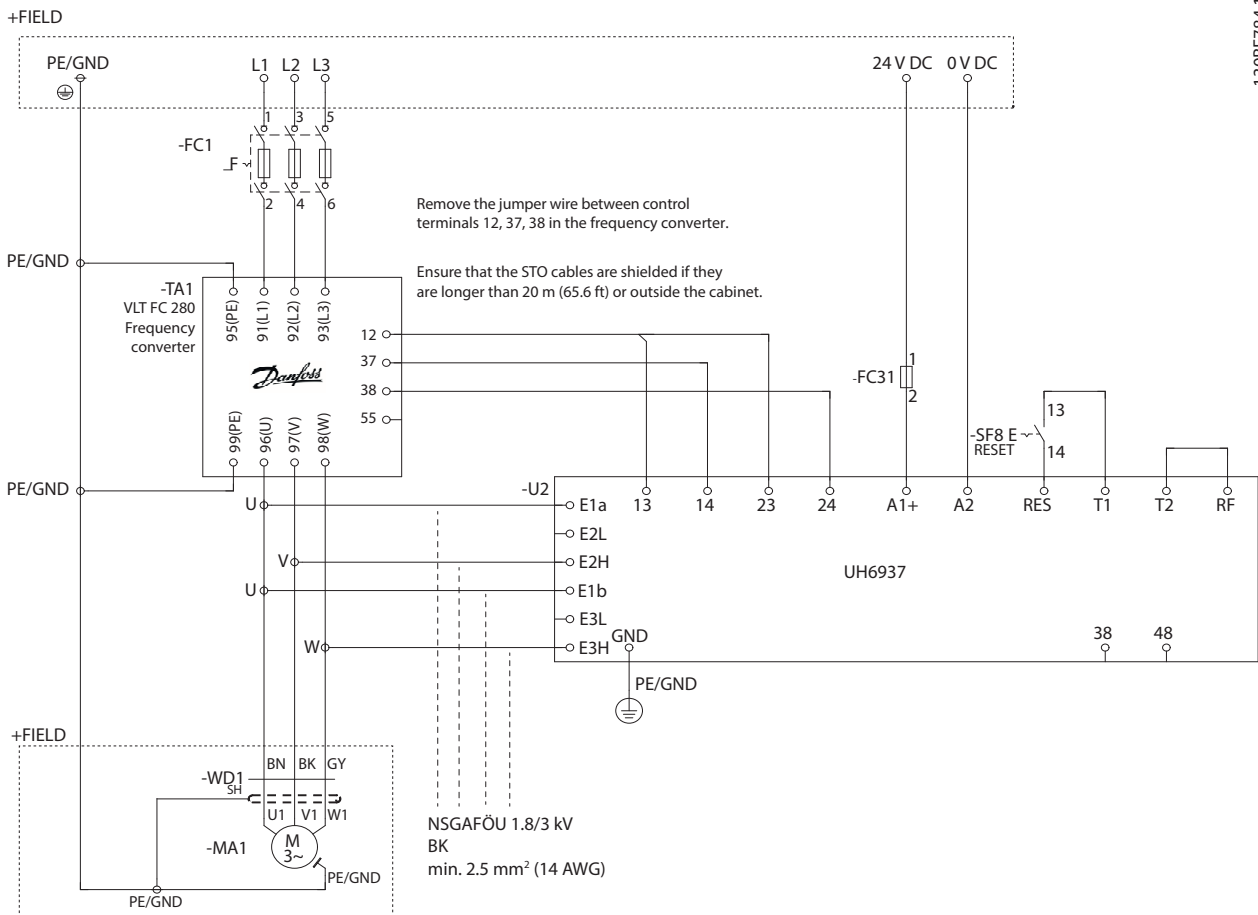 +FIELD
PE/GND
L1 L2 L3
24 V DC 0 V DC
1 3 5
-FC1
F
2 4 6
Remove the jumper wire between control
terminals 12, 37, 38 in the frequency converter.
PE/GND
Ensure that the STO cables are shielded if they
are longer than 20 m (65.6 ft) or outside the cabinet.
-TA1
VLT FC 280
Frequency
converter
95(PE)
91(L1)
92(L2)
93(L3)
12
37
38
55
Danfoss
99(PE)
96(U)
97(V)
98(W)
-FC31
1
2
13
-SF8 E
RESET
14
PE/GND
-U2
U
E1a
13 14 23 24 A1+ A2 RES T1 T2 RF
E2L
V
E2H
UH6937
U
E1b
E3L
W
E3H
GND
38 48
PE/GND
+FIELD
BN BK GY
-WD1
SH
U1 V1 W1
-MA1
M
3~
PE/GND
PE/GND
NSGAFÖU 1.8/3 kV
BK
min. 2.5 mm² (14 AWG)